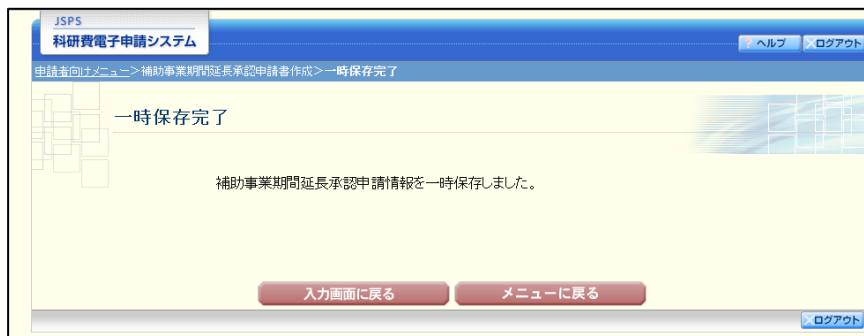 JSPS
科研費電子申請システム
? ヘルプ
×ログアウト
申請者向けメニュー>補助事業期間延長承認申請書作成>一時保存完了
一時保存完了
補助事業期間延長承認申請情報を一時保存しました。
入力画面に戻る
メニューに戻る
×ログアウト